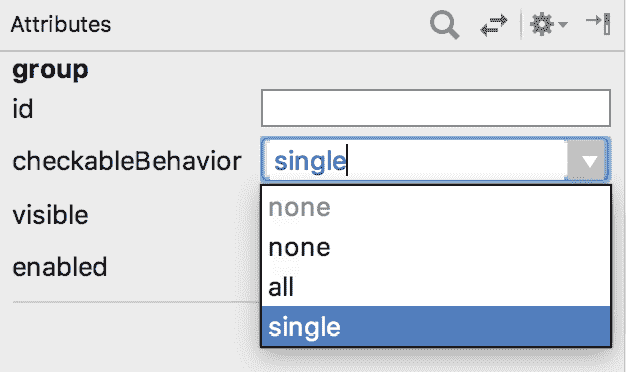 Attributes
group
id
checkableBehavior single
none
visible
none
enabled
all
single